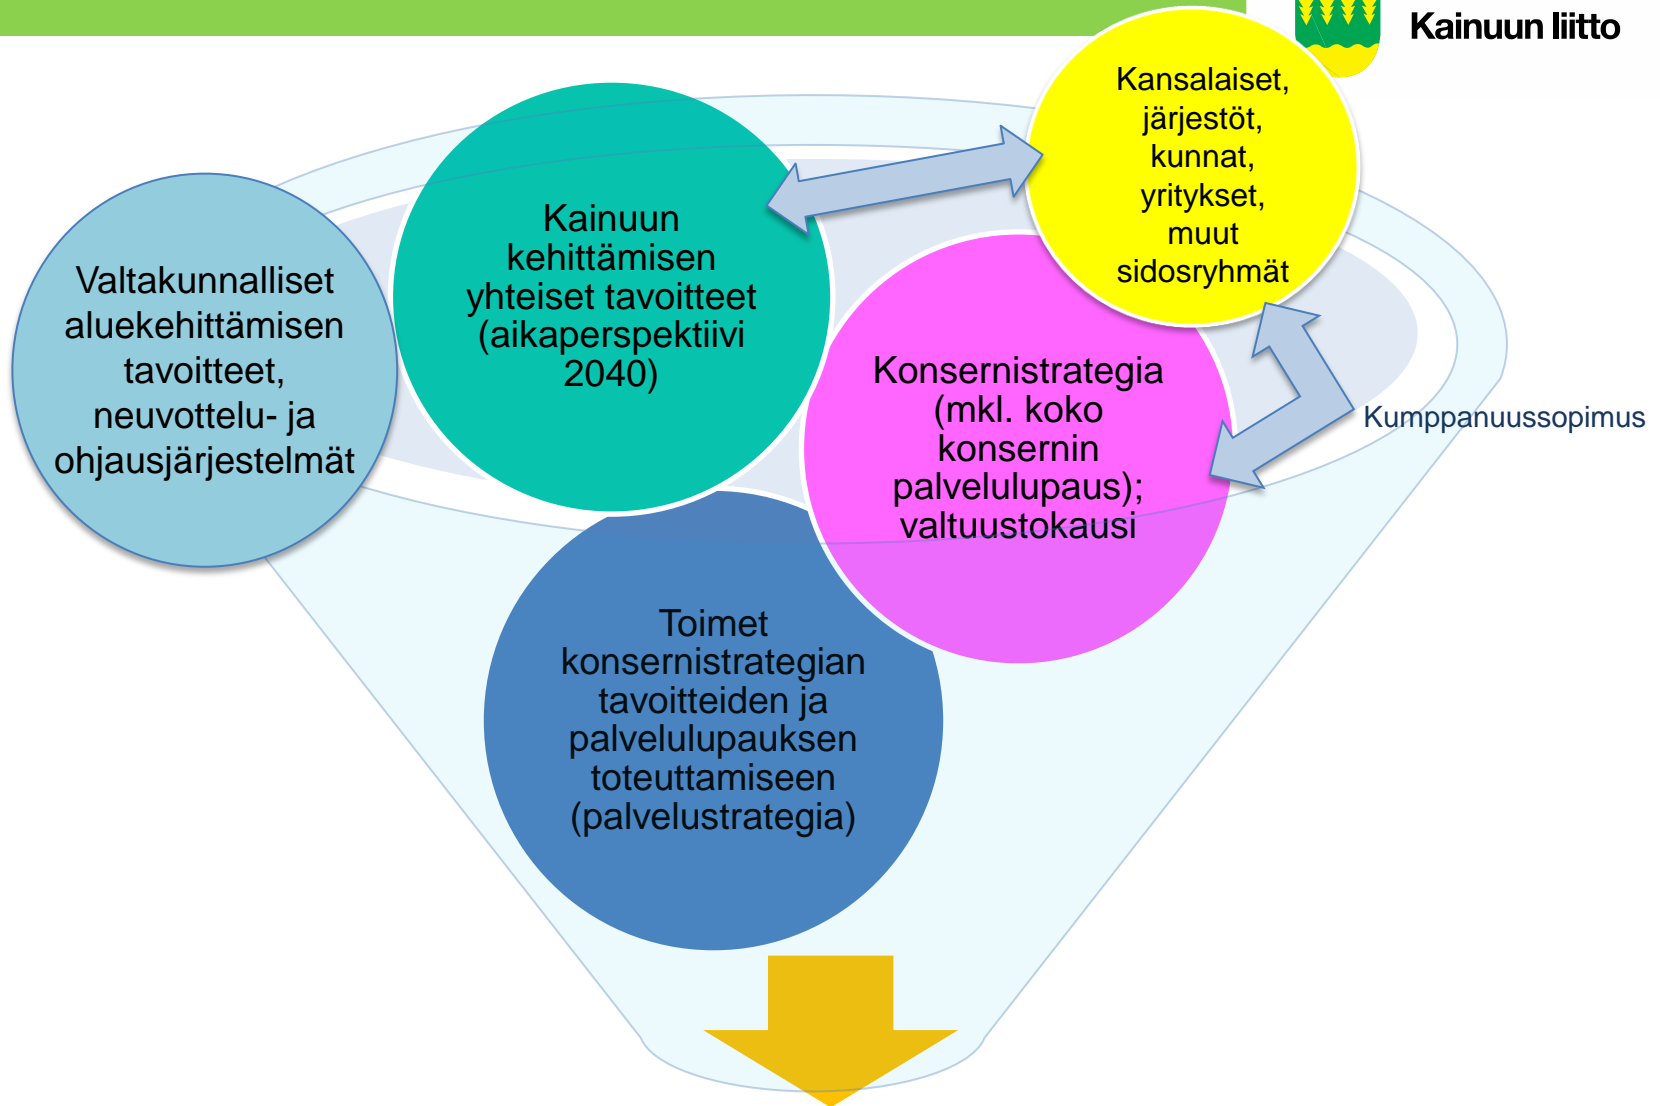 Kainuun liitto
Kansalaiset,
järjestöt,
kunnat,
yritykset,
muut
sidosryhmät
Kainuun
kehittämisen
yhteiset tavoitteet
(aikaperspektiivi
2040)
Valtakunnalliset
aluekehittämisen
tavoitteet,
neuvottelu- ja
ohjausjärjestelmät
Konsernistrategia
(mkl. koko
konsernin
palvelulupaus);
valtuustokausi
Kumppanuussopimus
Toimet
konsernistrategian
tavoitteiden ja
palvelulupauksen
toteuttamiseen
(palvelustrategia)